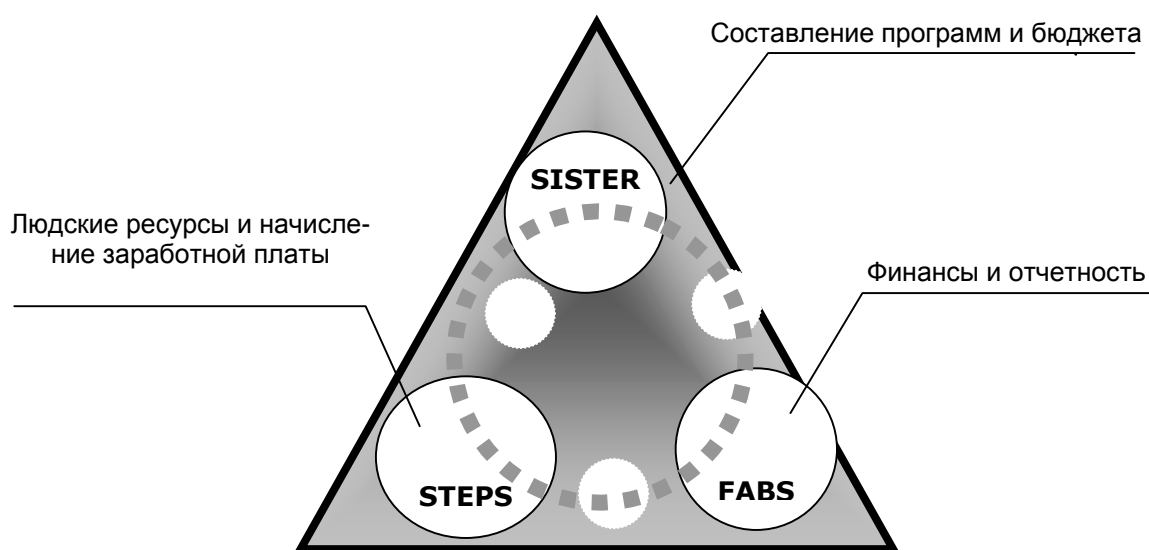 Составление программ и бюджета
SISTER
Людские ресурсы и начисле-
ние заработной платы
Финансы и отчетность
STEPS
FABS